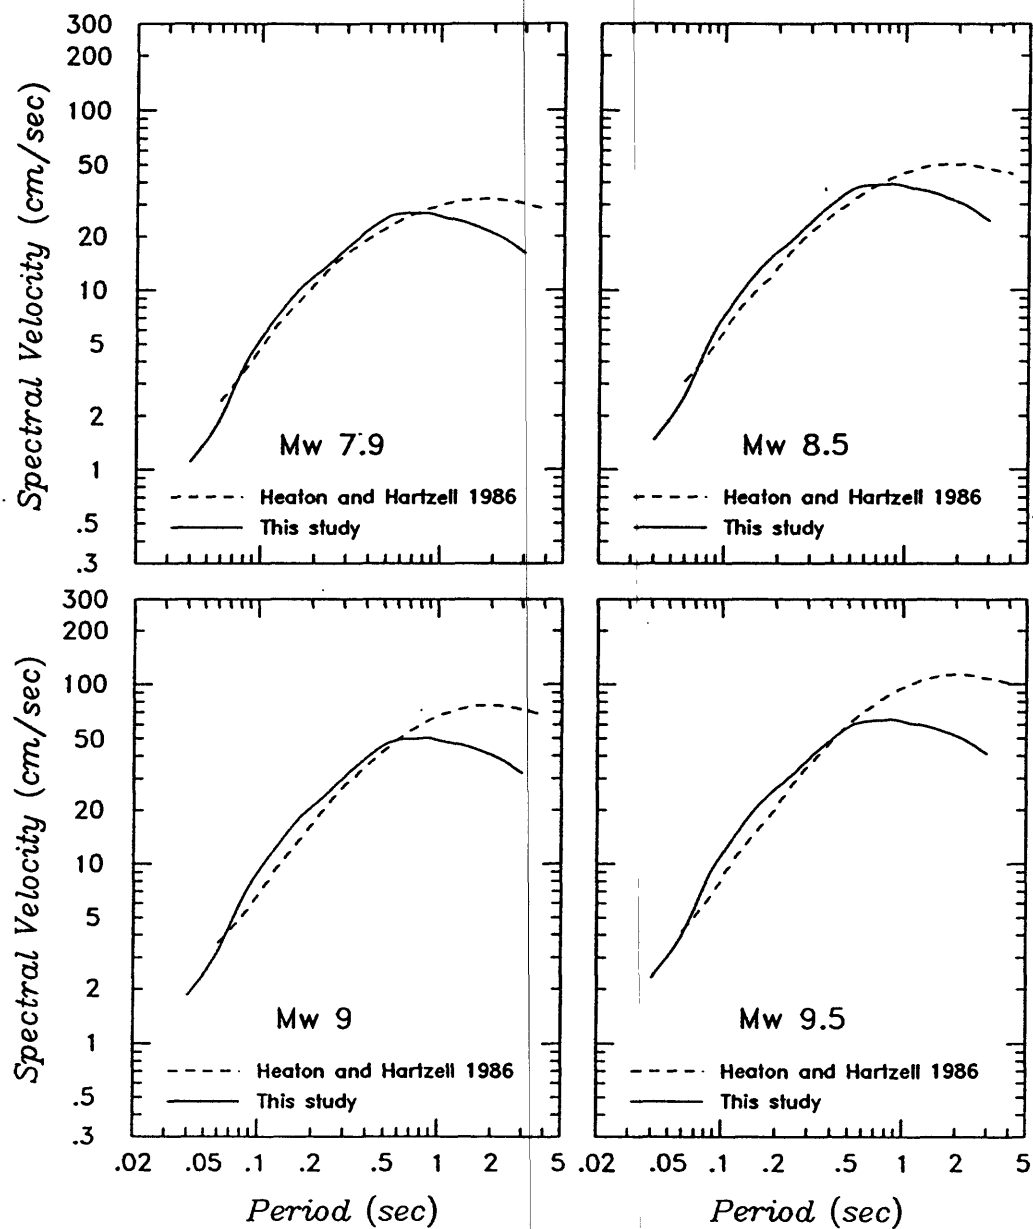 300
200
100
50
20
10
5
2
1
.5
.3
Spectral Velocity (cm/sec)
Mw 7.9
Heaton and Hartzell 1986
This study
Mw 8.5
Heaton and Hartzell 1986
This study
300
200
100
50
20
10
5
2
1
.5
.3
Spectral Velocity (cm/sec)
Mw 9
Heaton and Hartzell 1986
This study
Mw 9.5
Heaton and Hartzell 1986
This study
.02 .05 .1 .5 1 2 5
.02 .05 .1 .5 1 2 5
Period (sec)
Period (sec)